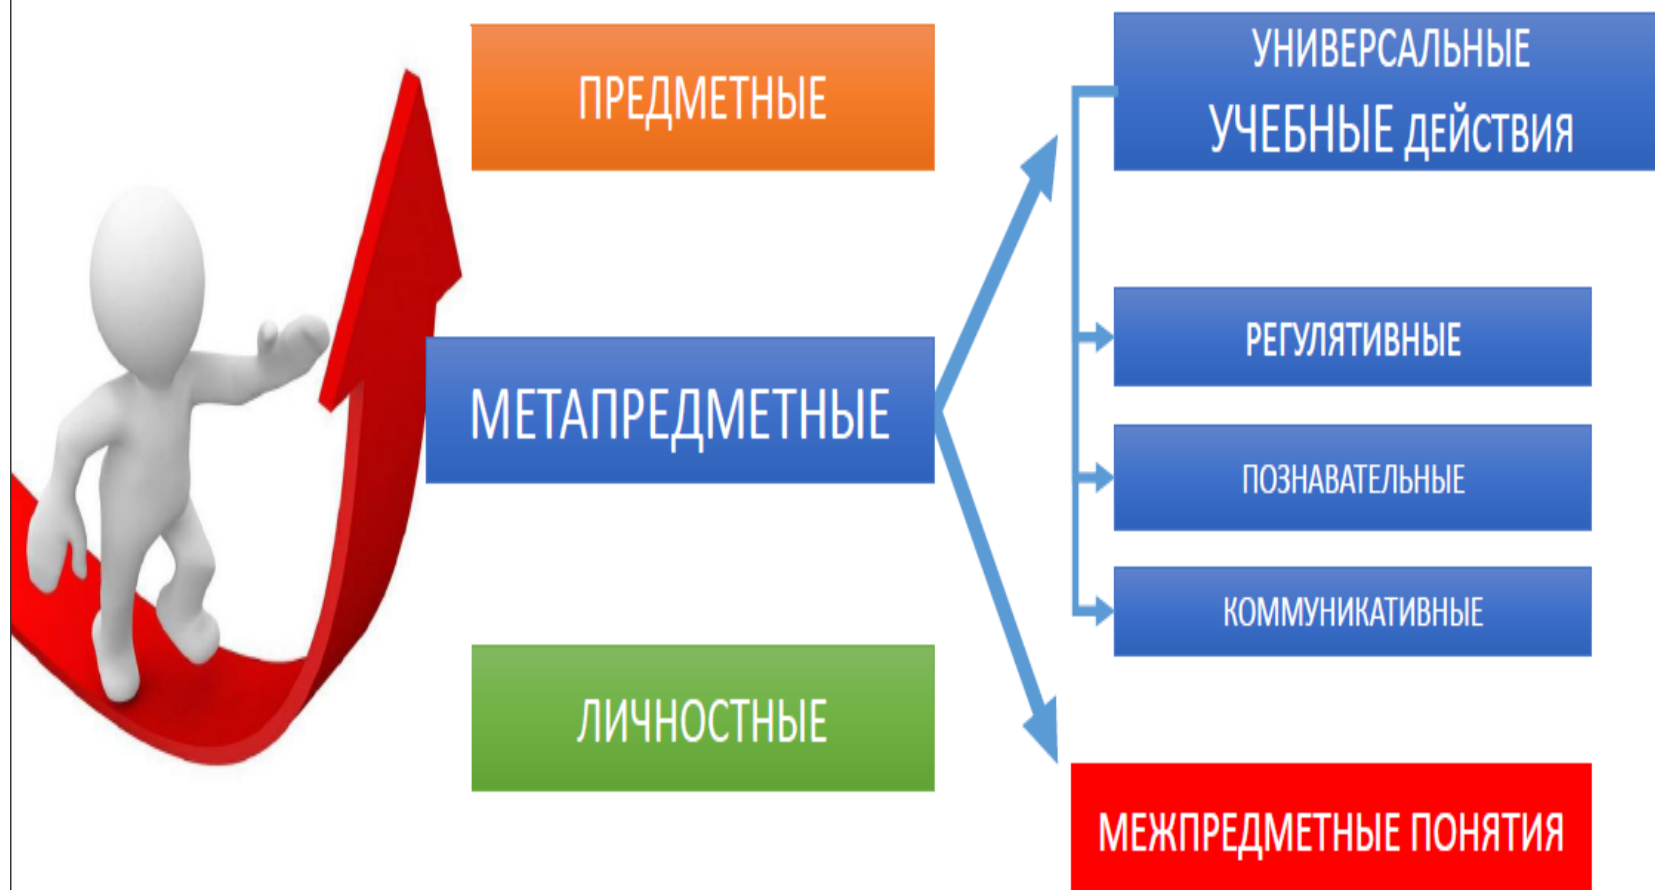 ПРЕДМЕТНЫЕ
МЕТАПРЕДМЕТНЫЕ
ЛИЧНОСТНЫЕ
УНИВЕРСАЛЬНЫЕ
УЧЕБНЫЕ ДЕЙСТВИЯ
РЕГУЛЯТИВНЫЕ
ПОЗНАВАТЕЛЬНЫЕ
КОММУНИКАТИВНЫЕ
МЕЖПРЕДМЕТНЫЕ ПОНЯТИЯ